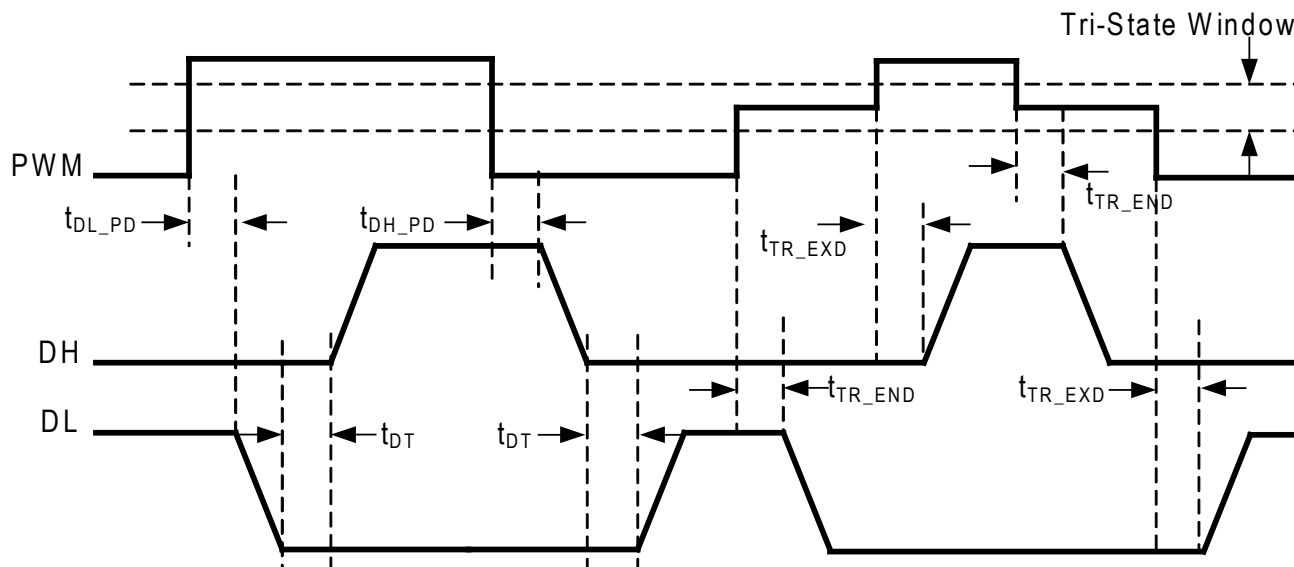 Tri-State Window
PWM
tDL_PD
tDH_PD
tTR_EXD
tTR_END
DH
tTR_END
tTR_EXD
DL
tDT
tDT